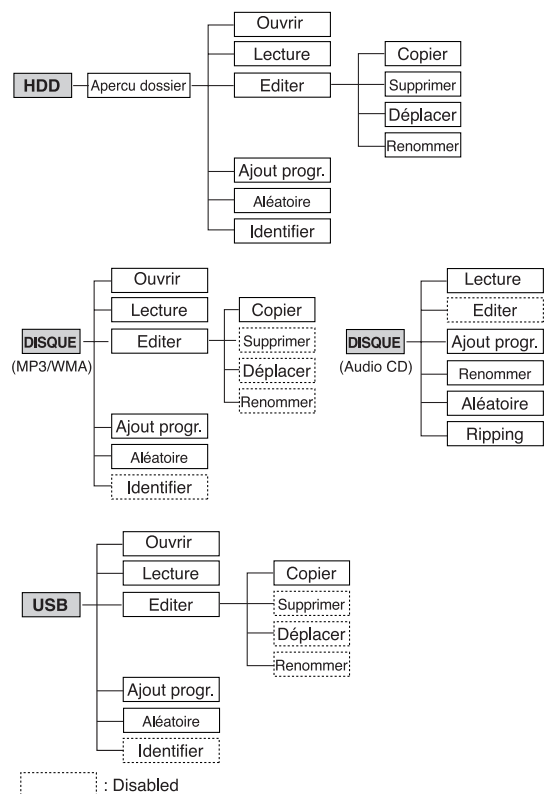 Ouvrir
Lecture
HDD
Apercu dossier
Editer
Copier
Supprimer
Déplacer
Renommer
Ajout progr.
Aléatoire
Identifier
DISQUE
(MP3/WMA)
Ouvrir
Lecture
Editer
Copier
Supprimer
Déplacer
Renommer
Ajout progr.
Aléatoire
Identifier
DISQUE
(Audio CD)
Lecture
Editer
Ajout progr.
Renommer
Aléatoire
Ripping
USB
Ouvrir
Lecture
Editer
Copier
Supprimer
Déplacer
Renommer
Ajout progr.
Aléatoire
Identifier
: Disabled